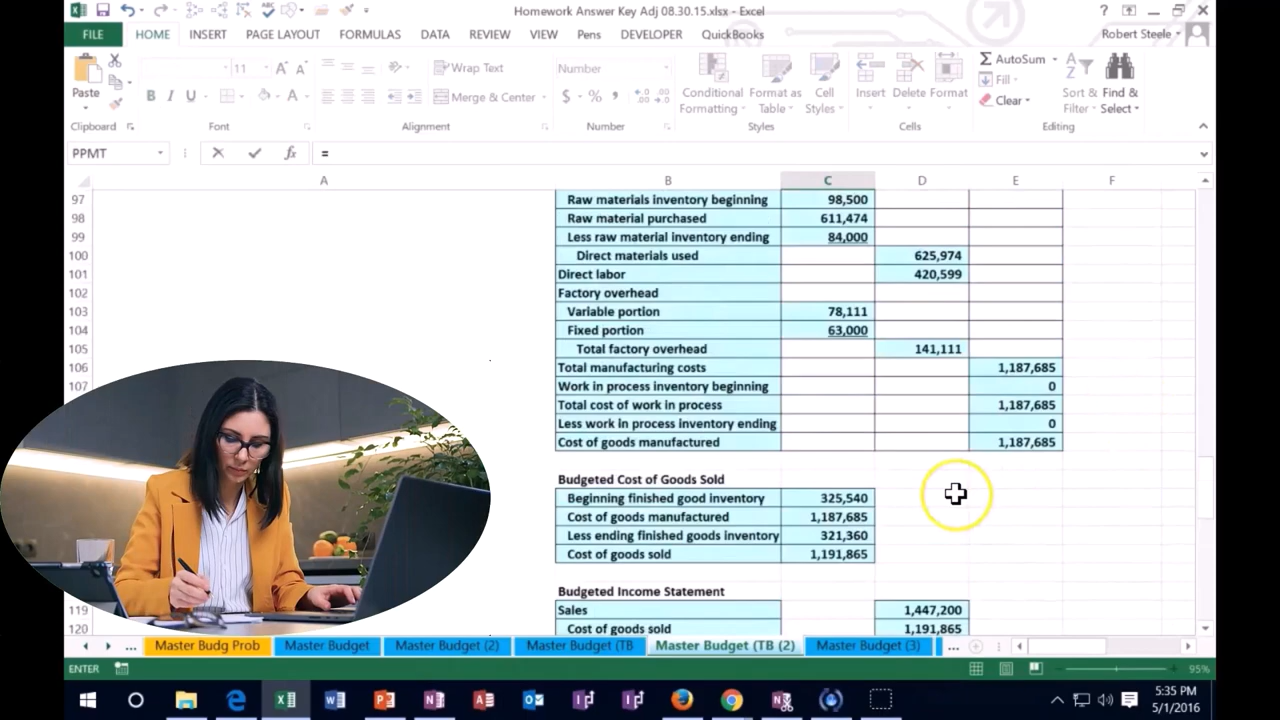 Homework Answer Key Adj 08.30.15.xlsx - Excel
FILE HOME INSERT PAGE LAYOUT FORMULAS DATA REVIEW VIEW Pens DEVELOPER QuickBooks Robert Steele
Paste
Clipboard
11
B I U
Font
Wrap Text
Merge & Center
Alignment
Number
$ %
Number
Conditional Formatting
Format as Table
Cell Styles
Styles
Insert Delete Format
Cells
AutoSum
Fill
Clear
Sort & Filter
Find & Select
Editing
PPMT fx =
A B C D E F
97 Raw materials inventory beginning 98,500
98 Raw material purchased 611,474
99 Less raw material inventory ending 84,000
100 Direct materials used 625,974
101 Direct labor 420,599
102 Factory overhead
103 Variable portion 78,111
104 Fixed portion 63,000
105 Total factory overhead 141,111
106 Total manufacturing costs 1,187,685
107 Work in process inventory beginning 0
Total cost of work in process 1,187,685
Less work in process inventory ending 0
Cost of goods manufactured 1,187,685
Budgeted Cost of Goods Sold
Beginning finished good inventory 325,540
Cost of goods manufactured 1,187,685
Less ending finished goods inventory 321,360
Cost of goods sold 1,191,865
Budgeted Income Statement
119 Sales 1,447,200
120 Cost of goods sold 1,191,865
... Master Budg Prob Master Budget Master Budget (2) Master Budget (TB Master Budget (TB (2) Master Budget (3) ...
ENTER 95%
5:35 PM
5/1/2016